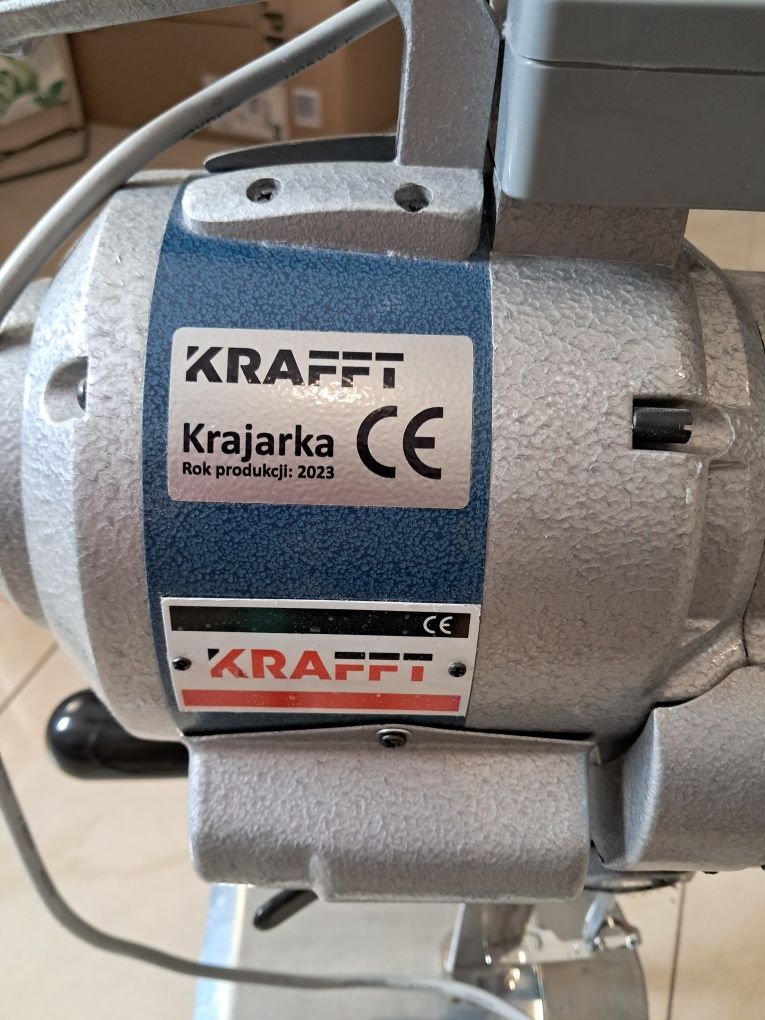 KRAFFT
Krajarka CE
Rok produkcji: 2023
CE
KRAFFT